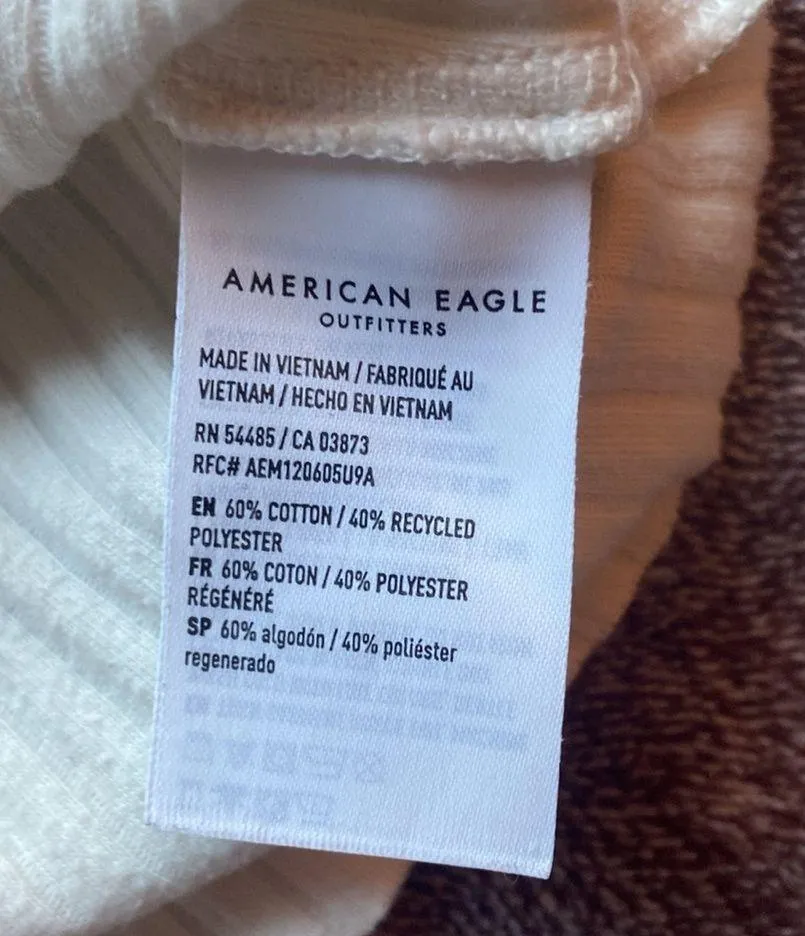 AMERICAN EAGLE
OUTFITTERS
MADE IN VIETNAM / FABRIQUÉ AU
VIETNAM / HECHO EN VIETNAM
RN 54485 / CA 03873
RFC# AEM120605U9A
EN 60% COTTON / 40% RECYCLED
POLYESTER
FR 60% COTON / 40% POLYESTER
RÉGÉNÉRÉ
SP 60% algodón / 40% poliéster
regenerado